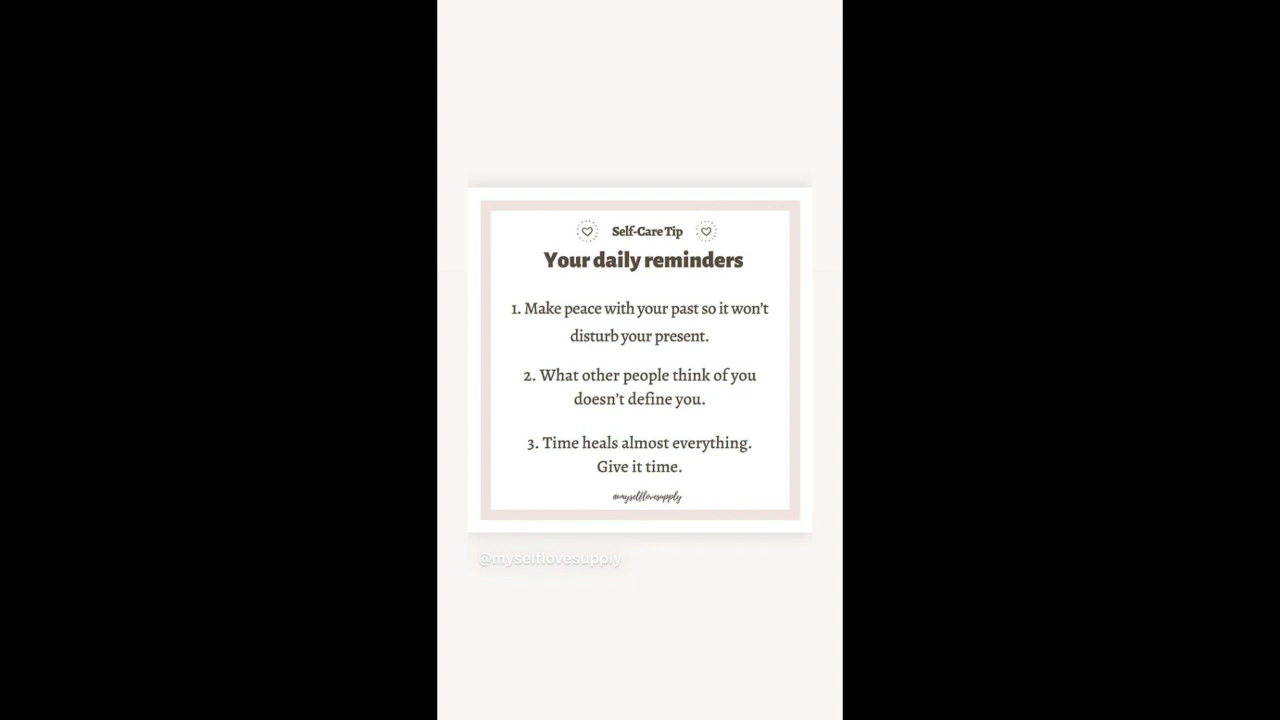 Self-Care Tip
Your daily reminders
1. Make peace with your past so it won't
disturb your present.
2. What other people think of you
doesn't define you.
3. Time heals almost everything.
Give it time.
@myselflovesupply
@myselflovesupply